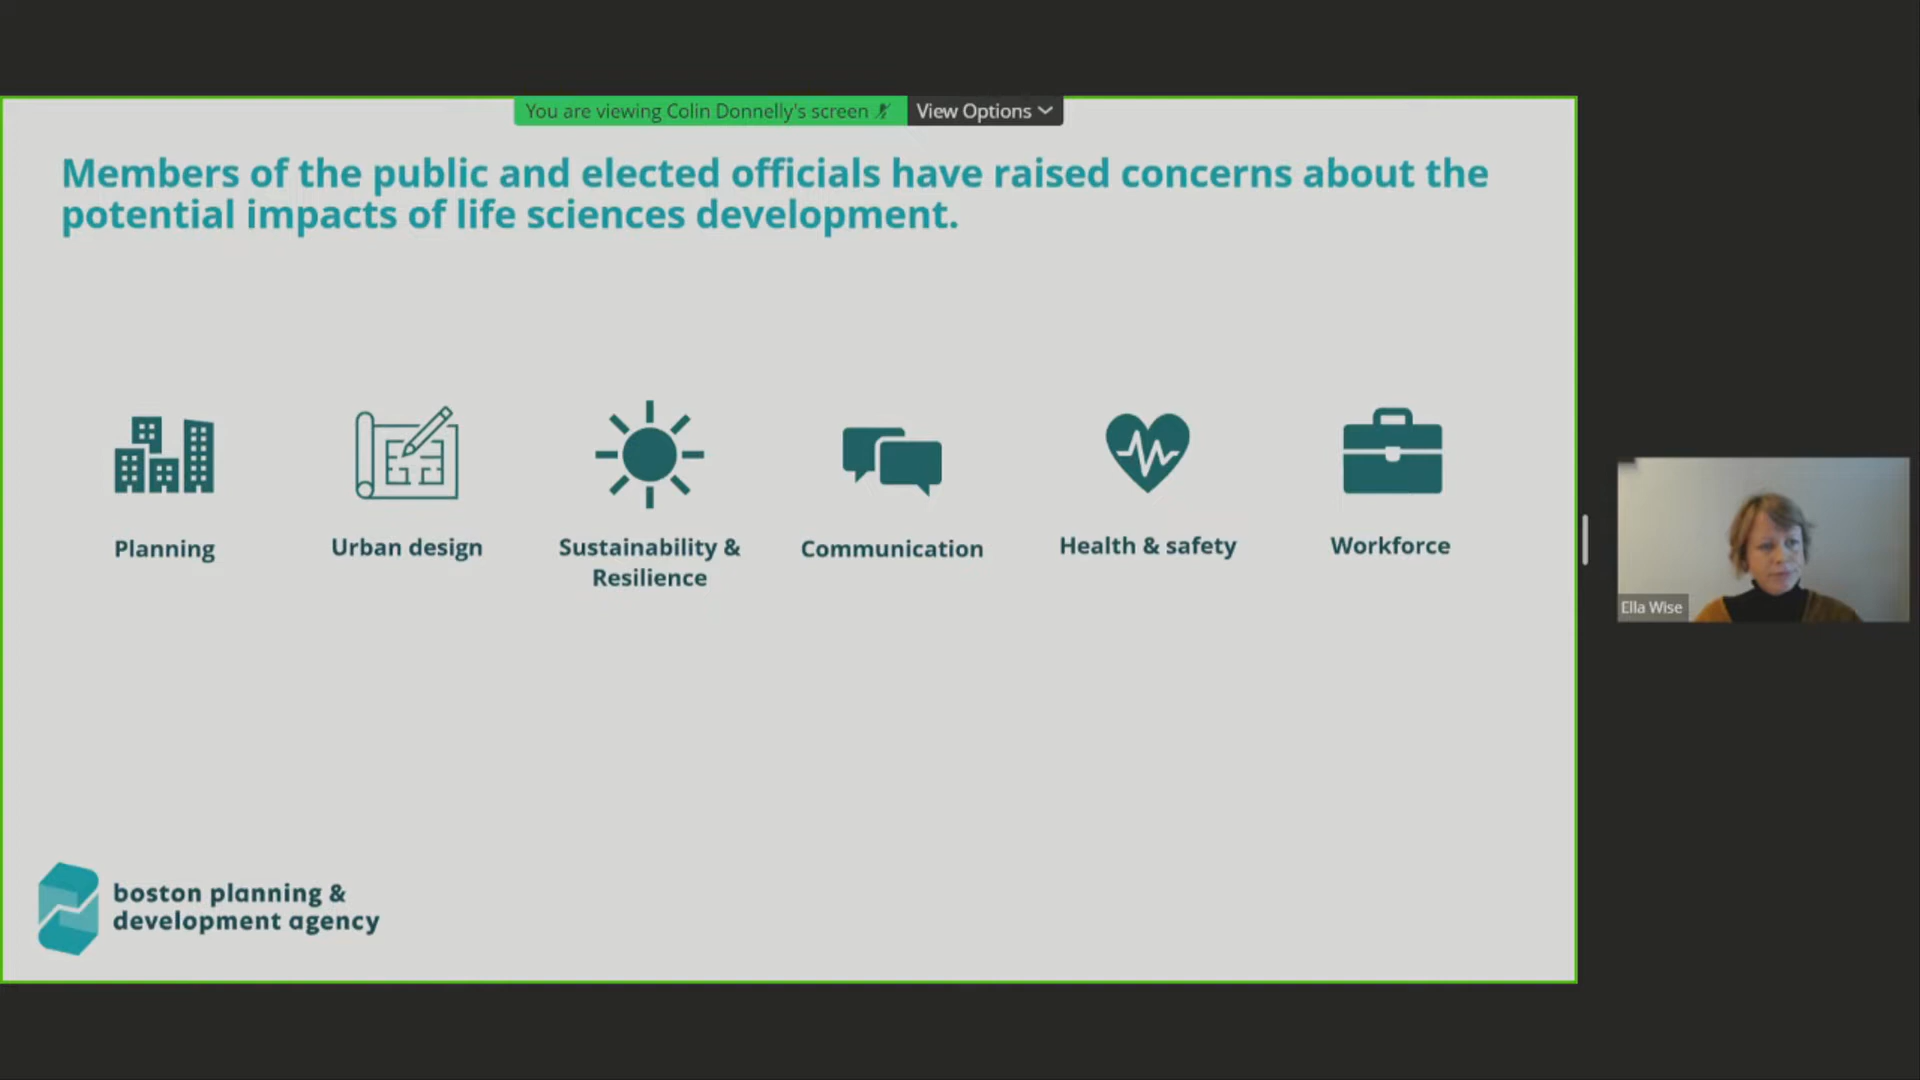 You are viewing Colin Donnelly's screen
View Options
Members of the public and elected officials have raised concerns about the
potential impacts of life sciences development.
Planning
Urban design
Sustainability &
Resilience
Communication
Health & safety
Workforce
Ella Wise
boston planning &
development agency